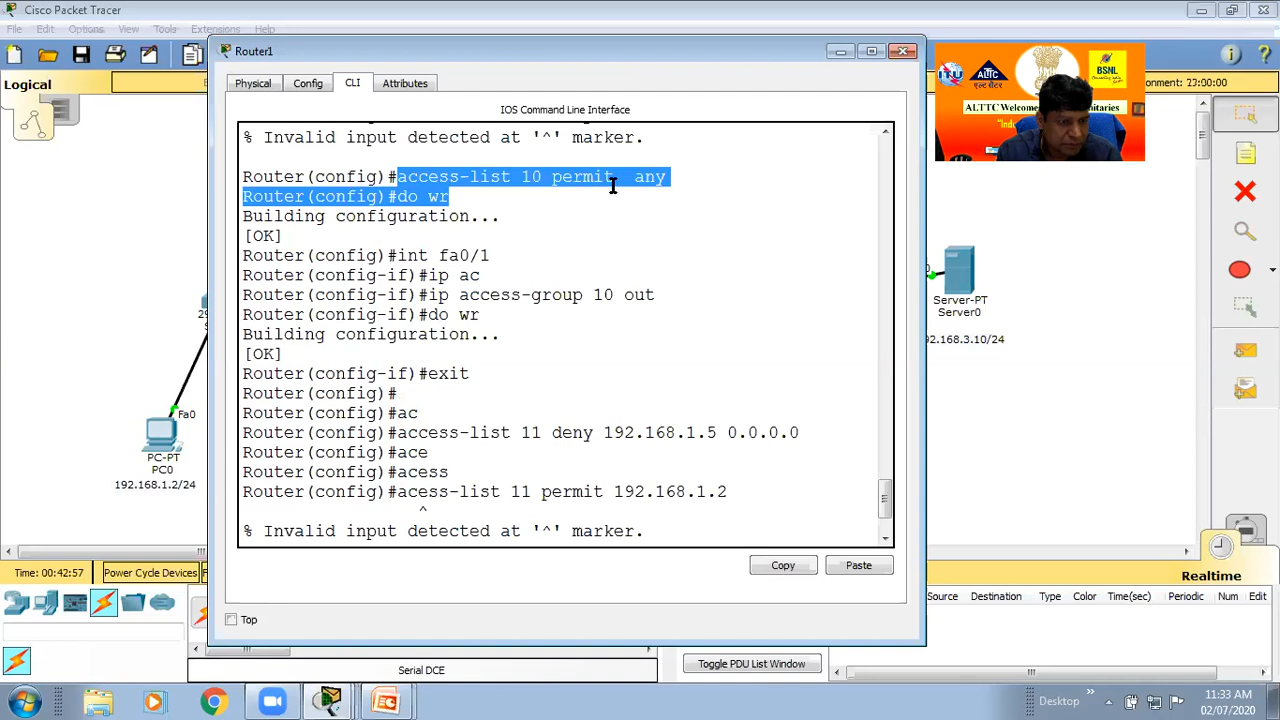 Cisco Packet Tracer
File Edit Options View Tools Extensions Help
Logical
Router1
Physical Config CLI Attributes
IOS Command Line Interface
% Invalid input detected at '^' marker.
Router(config)#access-list 10 permit  any
Router(config)#do wr
Building configuration...
[OK]
Router(config)#int fa0/1
Router(config-if)#ip ac
Router(config-if)#ip access-group 10 out
Router(config-if)#do wr
Building configuration...
[OK]
Router(config-if)#exit
Router(config)#
Router(config)#ac
Router(config)#access-list 11 deny 192.168.1.5 0.0.0.0
Router(config)#ace
Router(config)#acess
Router(config)#acess-list 11 permit 192.168.1.2
^
% Invalid input detected at '^' marker.
Copy Paste
Top
ITU ALTTC BSNL
ALTTC Welcomes
onment: 23:00:00
29
Fa0
PC-PT
PC0
192.168.1.2/24
0
Server-PT
Server0
92.168.3.10/24
Time: 00:42:57 Power Cycle Devices F
Realtime
Source Destination Type Color Time(sec) Periodic Num Edit
Serial DCE
Toggle PDU List Window
Desktop
11:33 AM
02/07/2020